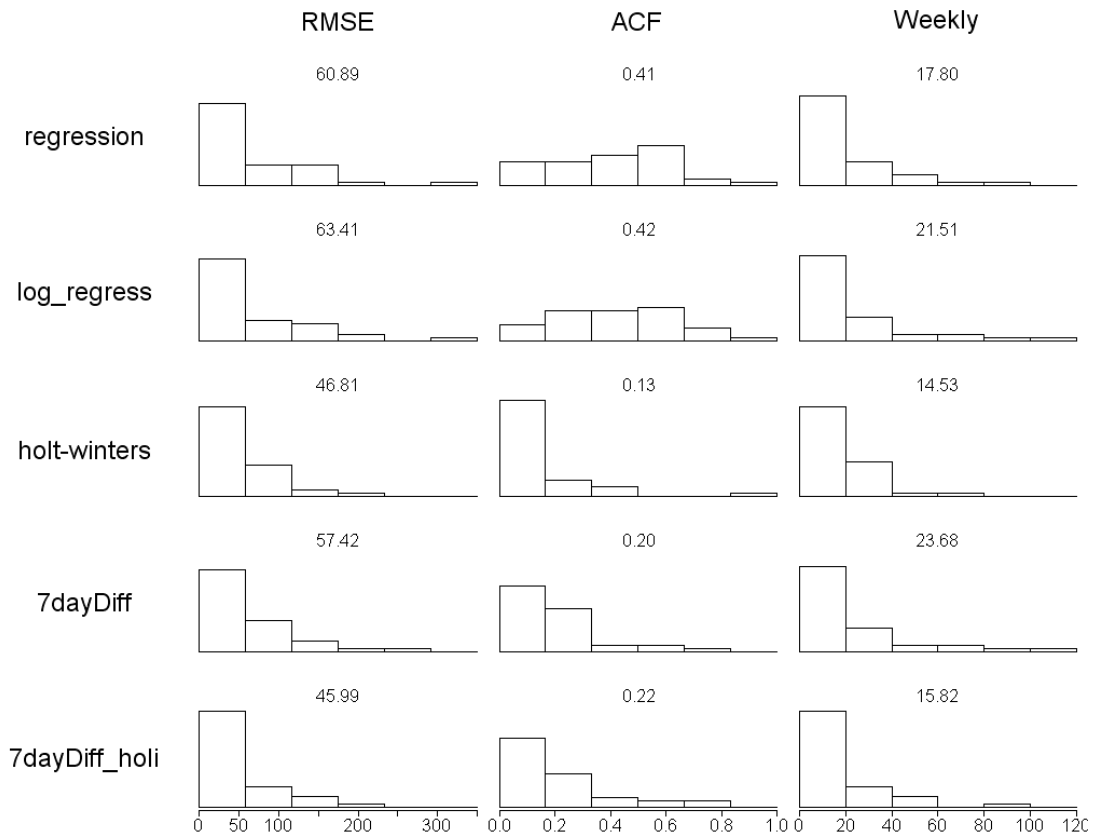 RMSE ACF Weekly
60.89 0.41 17.80
regression
63.41 0.42 21.51
log_regress
46.81 0.13 14.53
holt-winters
57.42 0.20 23.68
7dayDiff
45.99 0.22 15.82
7dayDiff_holi
0 50 100 200 300 0.0 0.2 0.4 0.6 0.8 1.0 0 20 40 60 80 120